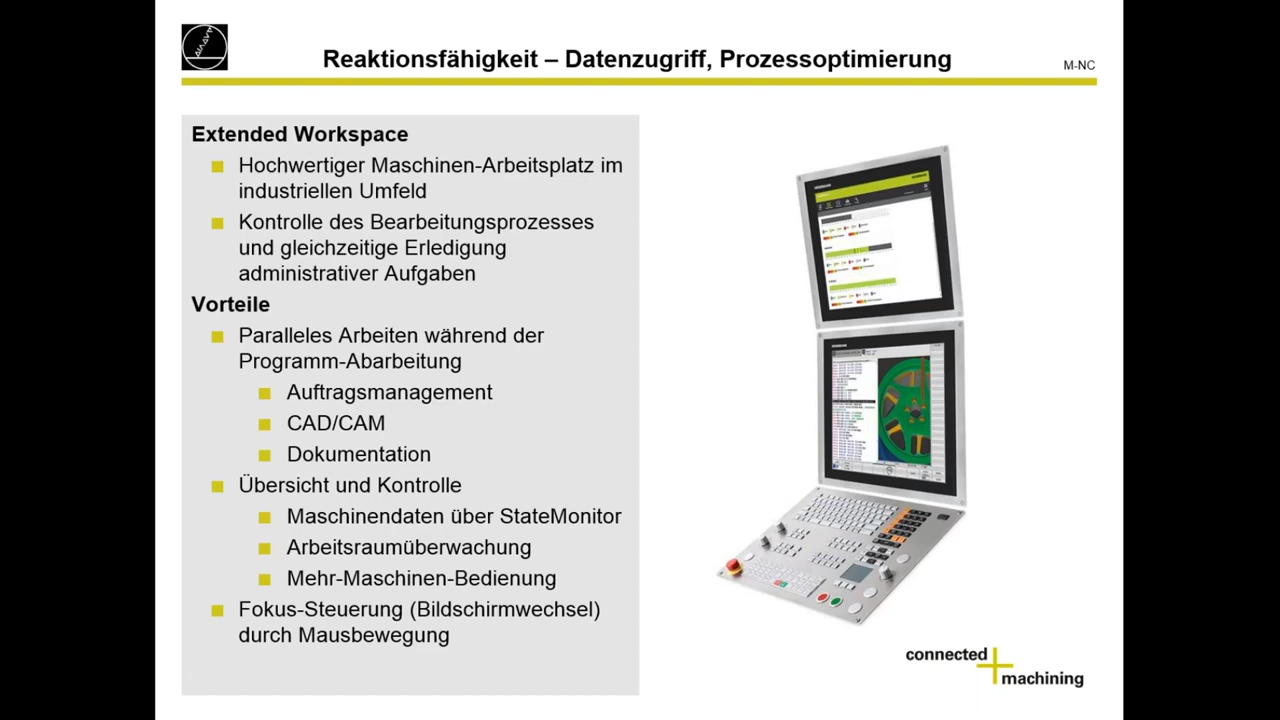 Reaktionsfähigkeit – Datenzugriff, Prozessoptimierung
M-NC
Extended Workspace
Hochwertiger Maschinen-Arbeitsplatz im
industriellen Umfeld
Kontrolle des Bearbeitungsprozesses
und gleichzeitige Erledigung
administrativer Aufgaben
Vorteile
Paralleles Arbeiten während der
Programm-Abarbeitung
Auftragsmanagement
CAD/CAM
Dokumentation
Übersicht und Kontrolle
Maschinendaten über StateMonitor
Arbeitsraumüberwachung
Mehr-Maschinen-Bedienung
Fokus-Steuerung (Bildschirmwechsel)
durch Mausbewegung
connected
machining